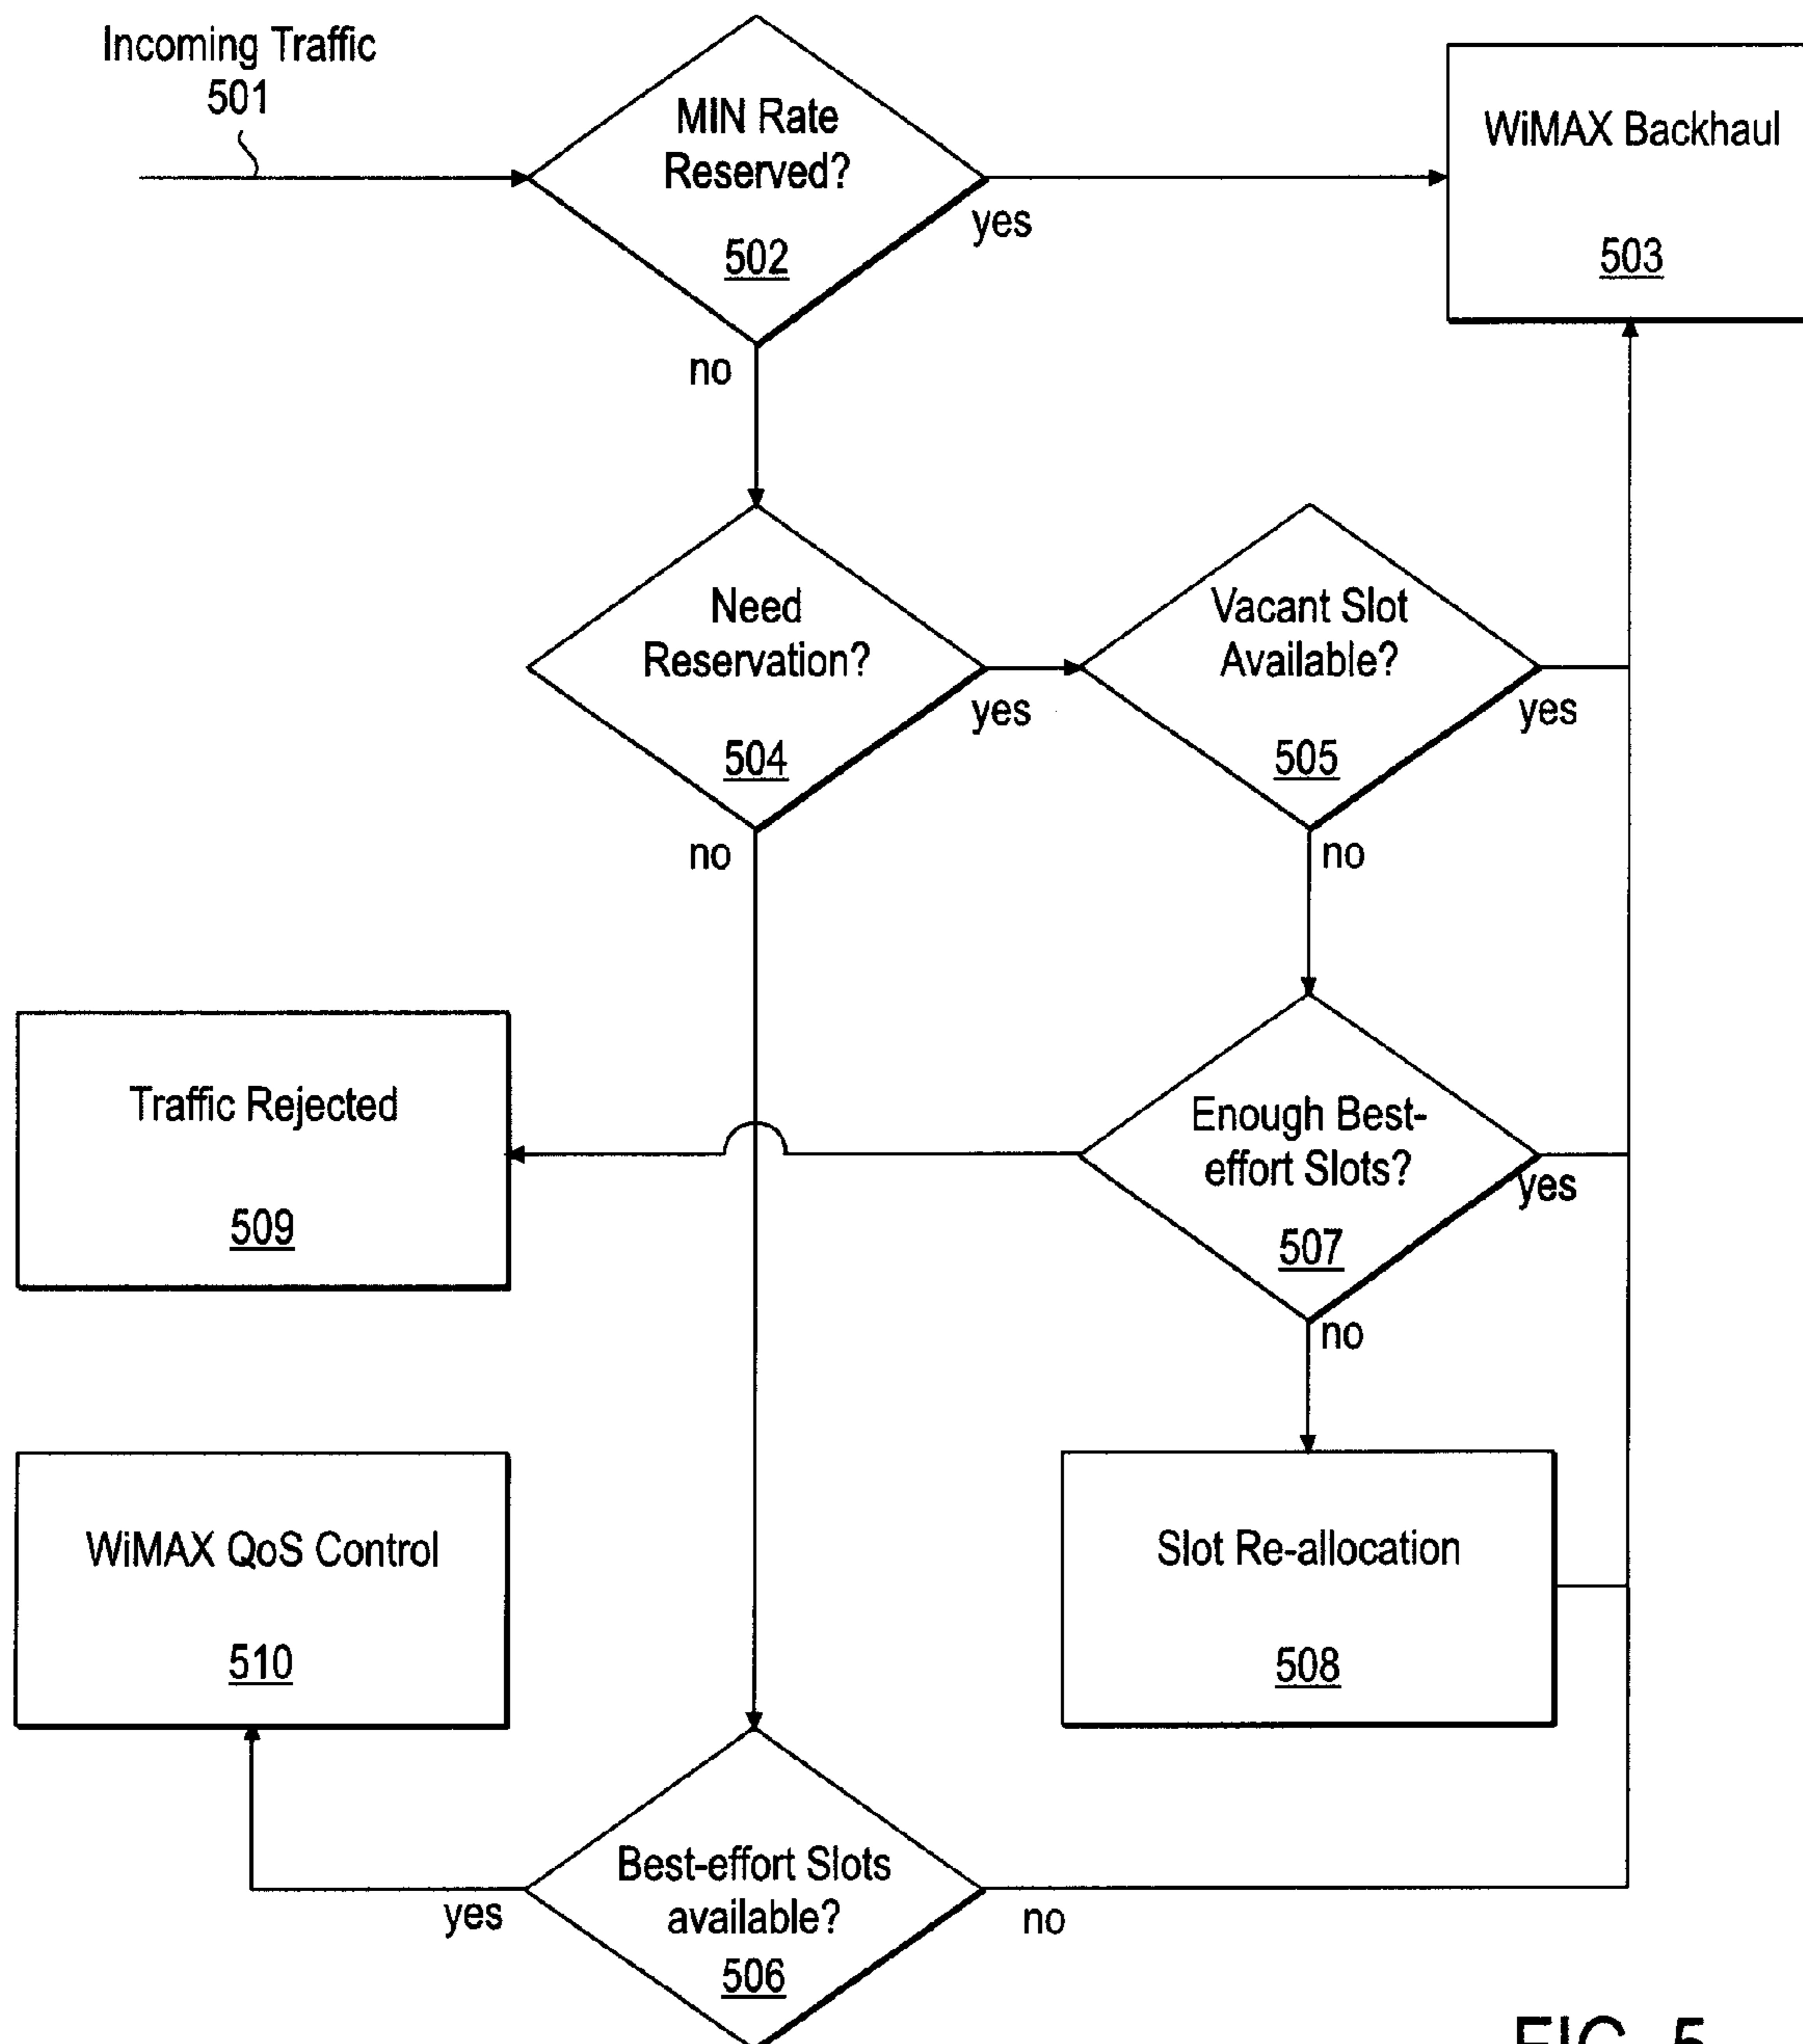 Incoming Traffic
501
MIN Rate
Reserved?
502
yes
no
WiMAX Backhaul
503
Need
Reservation?
504
yes
no
Vacant Slot
Available?
505
yes
no
Traffic Rejected
509
Enough Best-
effort Slots?
507
yes
no
WiMAX QoS Control
510
Slot Re-allocation
508
Best-effort Slots
available?
506
yes
no
FIG. 5